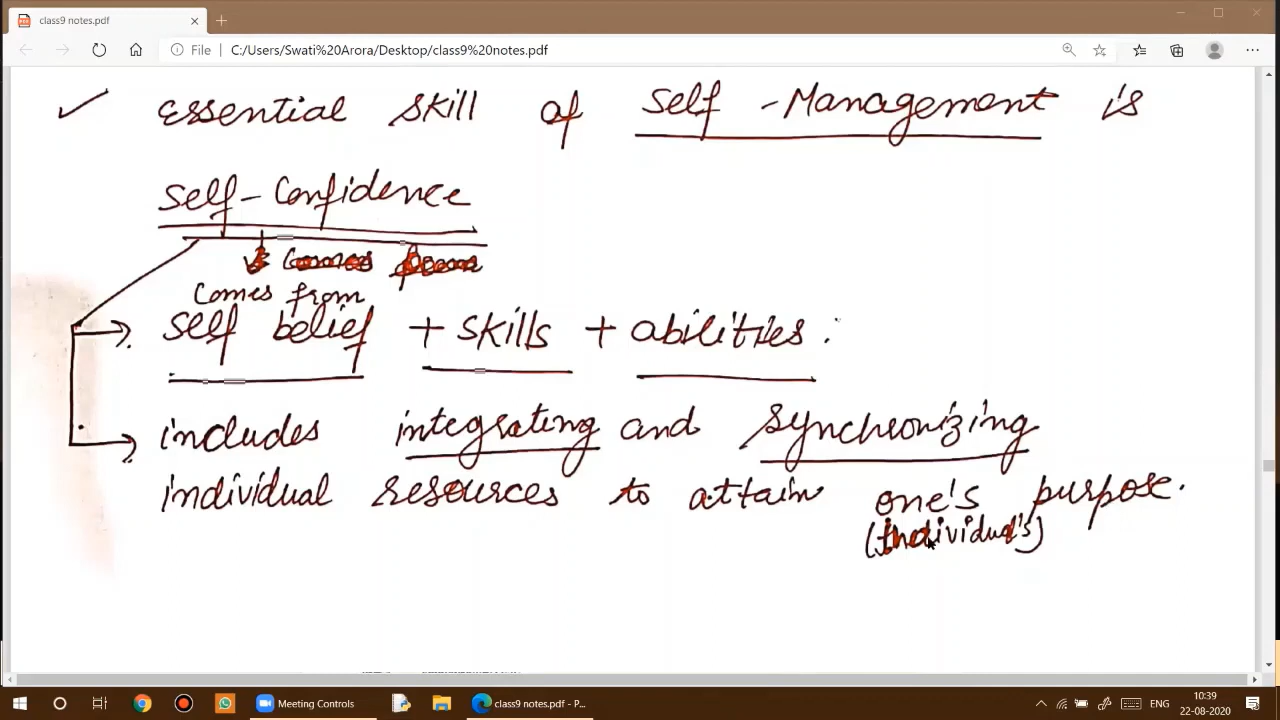 class9 notes.pdf
File C:/Users/Swati%20Arora/Desktop/class9%20notes.pdf
Essential skill of self-Management is
self-Confidence
Comes from
Comes from
self belief + skills + abilities :
includes integrating and synchronizing
individual resources to attain one's purpose.
(individual's)
Meeting Controls
class9 notes.pdf - P...
ENG
10:39
22-08-2020